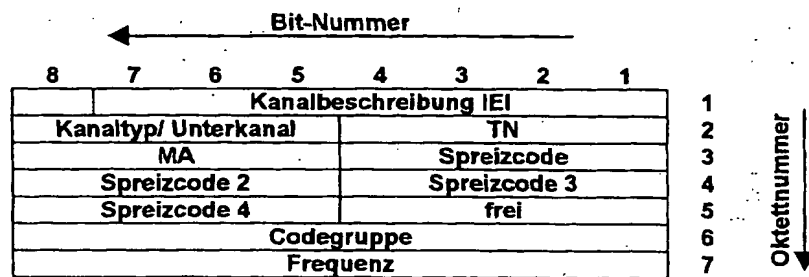 Bit-Nummer
8 7 6 5 4 3 2 1
Kanalbeschreibung IEI 1
Kanaltyp/ Unterkanal TN 2
MA Spreizcode 3
Spreizcode 2 Spreizcode 3 4
Spreizcode 4 frei 5
Codegruppe 6
Frequenz 7
Oktettnummer